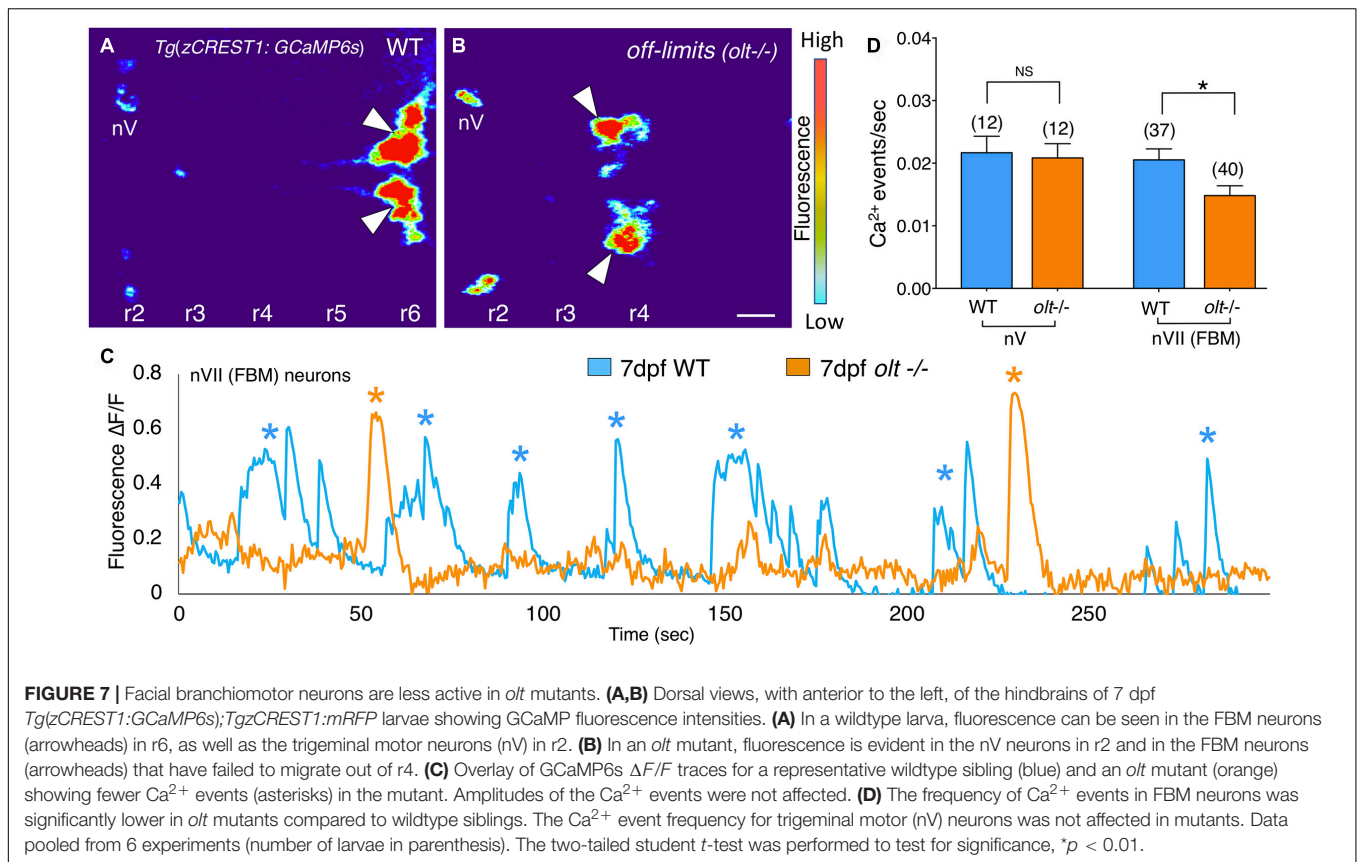 A
Tg(zCREST1: GCaMP6s)
WT
nV
r2
r3
r4
r5
r6
B
off-limits (olt-/-)
nV
r2
r3
r4
High
Fluorescence
Low
D
Ca2+ events/sec
0.04
0.03
0.02
0.01
0.00
NS
*
(12)
(12)
(37)
(40)
WT
olt-/-
WT
olt-/-
nV
nVII (FBM)
C
nVII (FBM) neurons
7dpf WT
7dpf olt -/-
Fluorescence ΔF/F
0.8
0.6
0.4
0.2
0
* * * * * * * * *
0
50
100
150
200
250
Time (sec)
FIGURE 7 | Facial branchiomotor neurons are less active in olt mutants. (A,B) Dorsal views, with anterior to the left, of the hindbrains of 7 dpf
Tg(zCREST1:GCaMP6s);TgzCREST1:mRFP larvae showing GCaMP fluorescence intensities. (A) In a wildtype larva, fluorescence can be seen in the FBM neurons
(arrowheads) in r6, as well as the trigeminal motor neurons (nV) in r2. (B) In an olt mutant, fluorescence is evident in the nV neurons in r2 and in the FBM neurons
(arrowheads) that have failed to migrate out of r4. (C) Overlay of GCaMP6s ΔF/F traces for a representative wildtype sibling (blue) and an olt mutant (orange)
showing fewer Ca2+ events (asterisks) in the mutant. Amplitudes of the Ca2+ events were not affected. (D) The frequency of Ca2+ events in FBM neurons was
significantly lower in olt mutants compared to wildtype siblings. The Ca2+ event frequency for trigeminal motor (nV) neurons was not affected in mutants. Data
pooled from 6 experiments (number of larvae in parenthesis). The two-tailed student t-test was performed to test for significance, *p < 0.01.